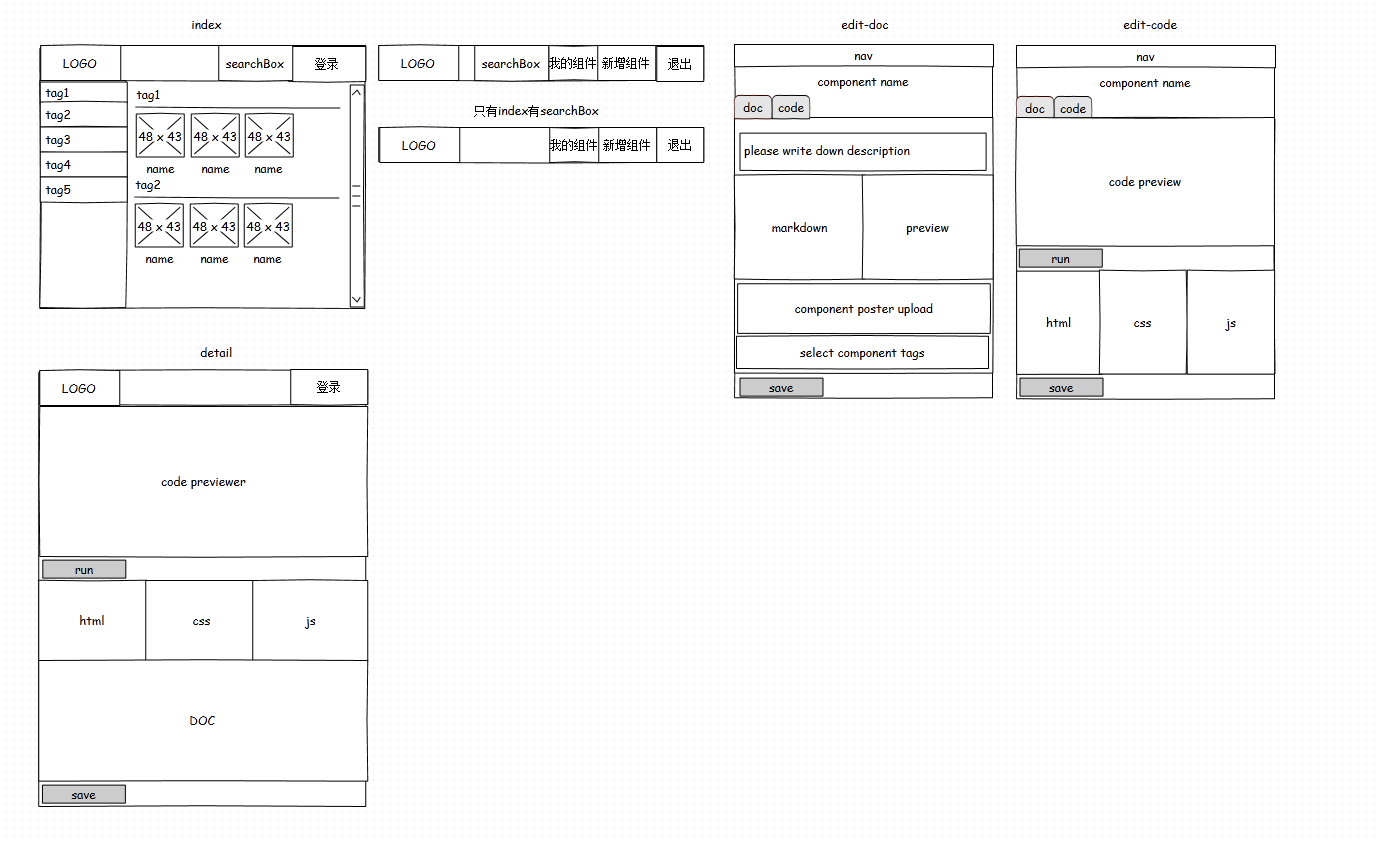 index
LOGO
searchBox
登录
tag1
tag2
tag3
tag4
tag5
tag1
48 x 43
48 x 43
48 x 43
name
name
name
tag2
48 x 43
48 x 43
48 x 43
name
name
name
LOGO
searchBox
我的组件
新增组件
退出
只有index有searchBox
LOGO
我的组件
新增组件
退出
edit-doc
nav
component name
doc
code
please write down description
markdown
preview
component poster upload
select component tags
save
edit-code
nav
component name
doc
code
code preview
run
html
css
js
save
detail
LOGO
登录
code previewer
run
html
css
js
DOC
save